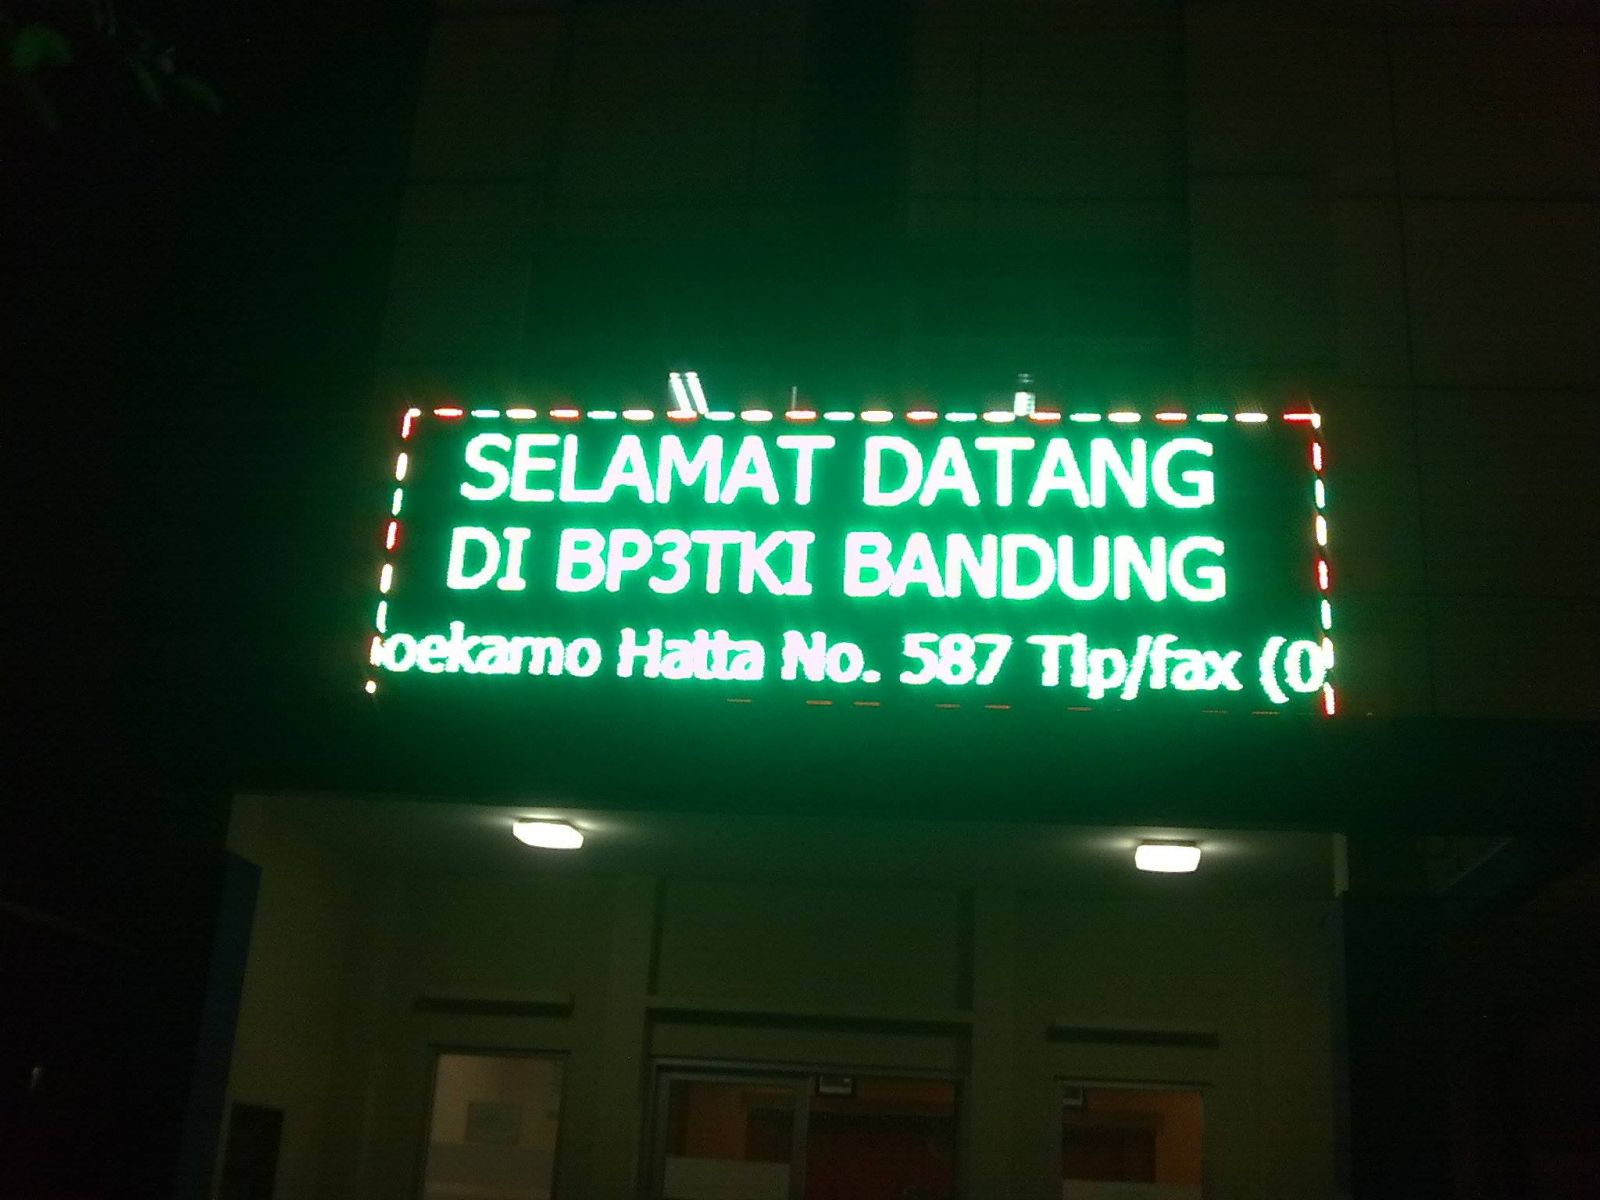 SELAMAT DATANG
DI BP3TKI BANDUNG
oekarno Hatta No. 587 Tlp/fax (0